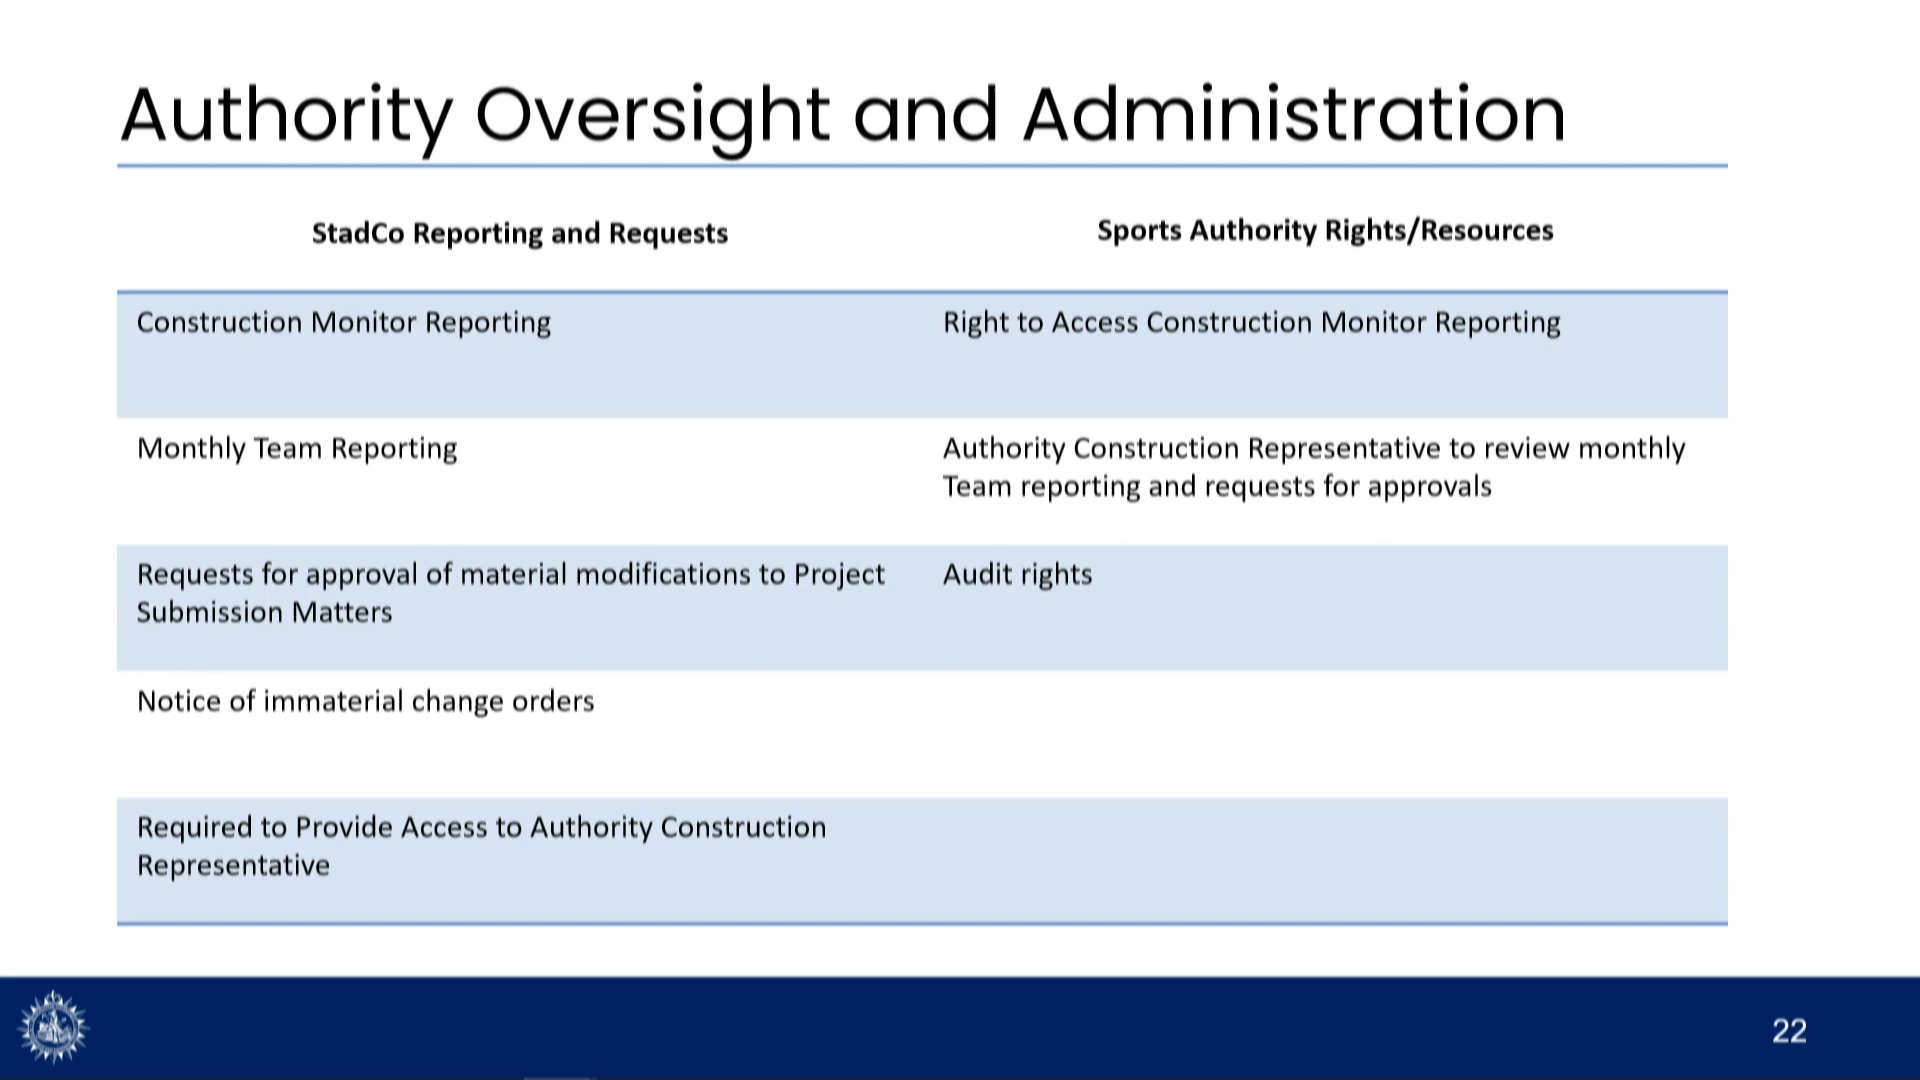 Authority Oversight and Administration
StadCo Reporting and Requests
Sports Authority Rights/Resources
Construction Monitor Reporting
Right to Access Construction Monitor Reporting
Monthly Team Reporting
Authority Construction Representative to review monthly
Team reporting and requests for approvals
Requests for approval of material modifications to Project
Submission Matters
Audit rights
Notice of immaterial change orders
Required to Provide Access to Authority Construction
Representative
22